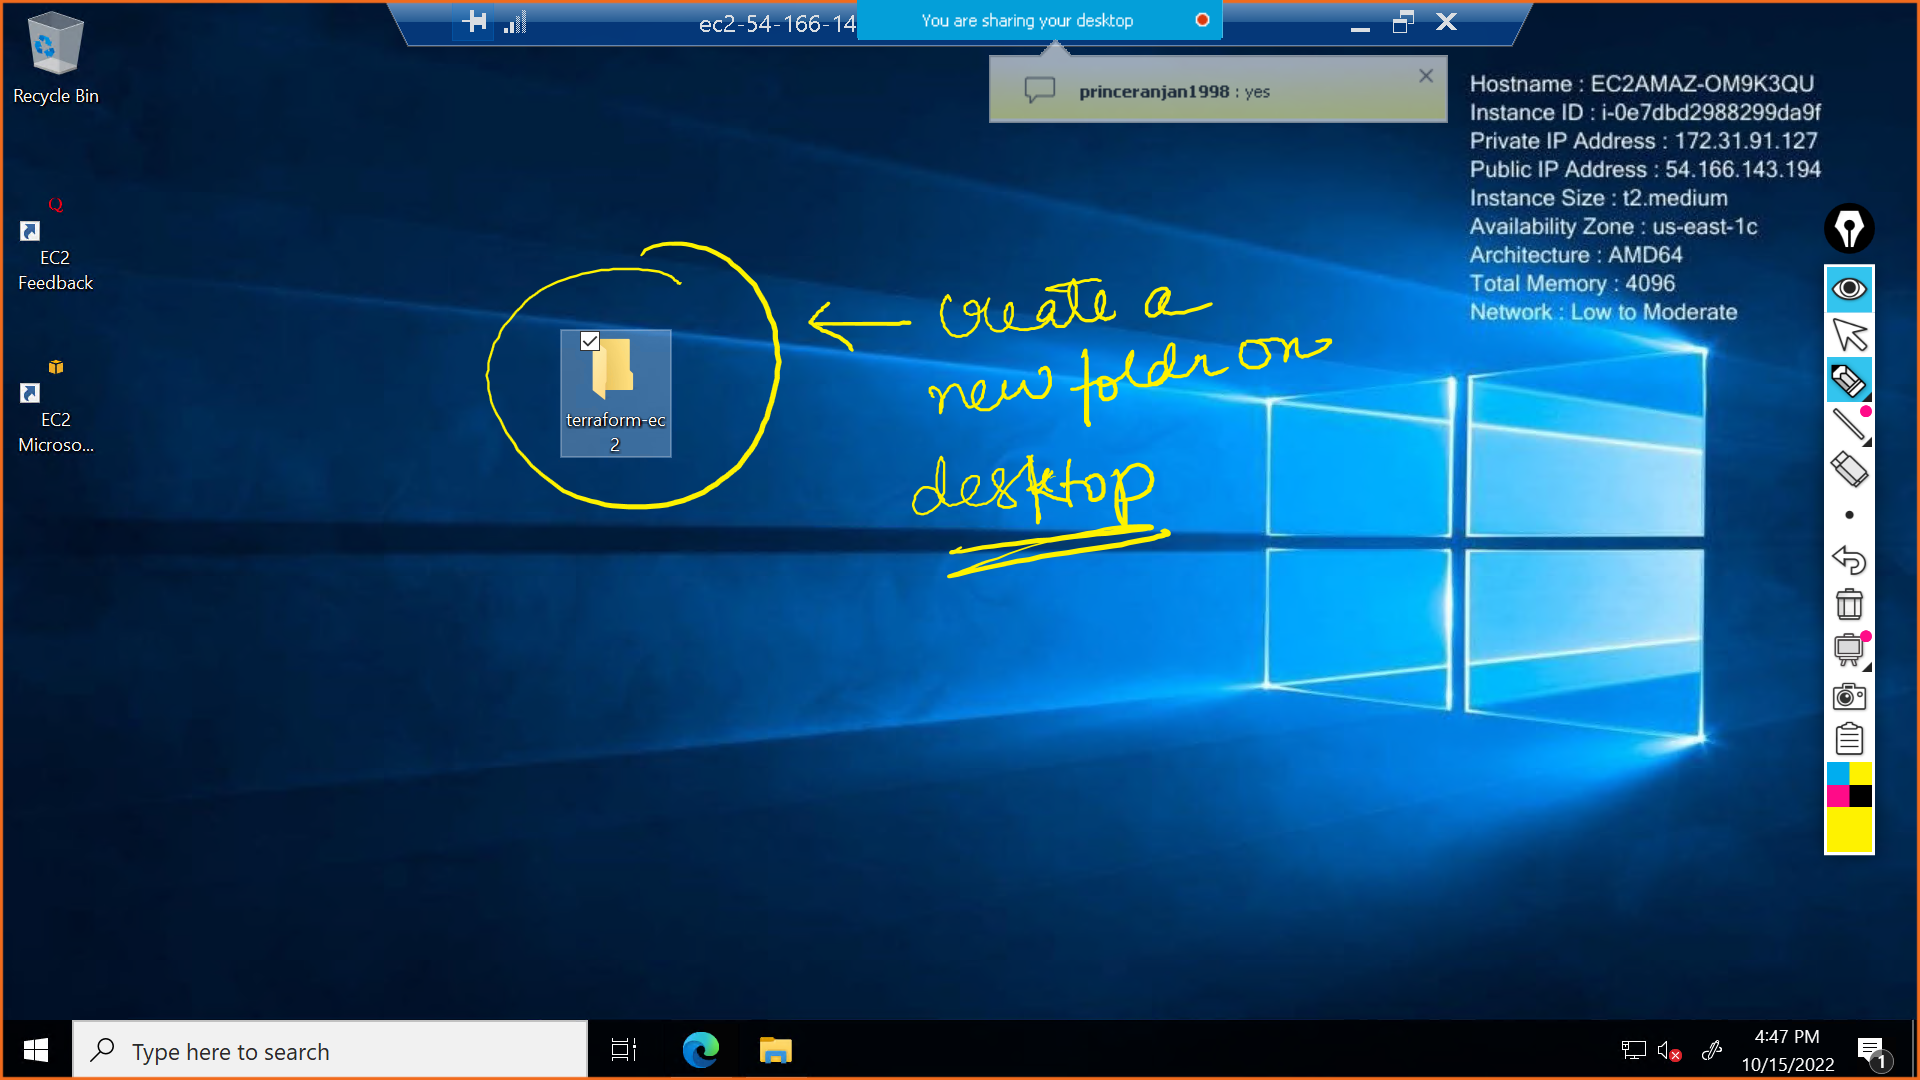 ec2-54-166-14
You are sharing your desktop
princeranjan1998 : yes
Recycle Bin
Hostname : EC2AMAZ-OM9K3QU
Instance ID : i-0e7dbd2988299da9f
Private IP Address : 172.31.91.127
Public IP Address : 54.166.143.194
Instance Size : t2.medium
Availability Zone : us-east-1c
Architecture : AMD64
Total Memory : 4096
Network : Low to Moderate
Q
EC2
Feedback
EC2
Microso...
terraform-ec
2
create a
new foldr on
desktop
Type here to search
4:47 PM
10/15/2022
1